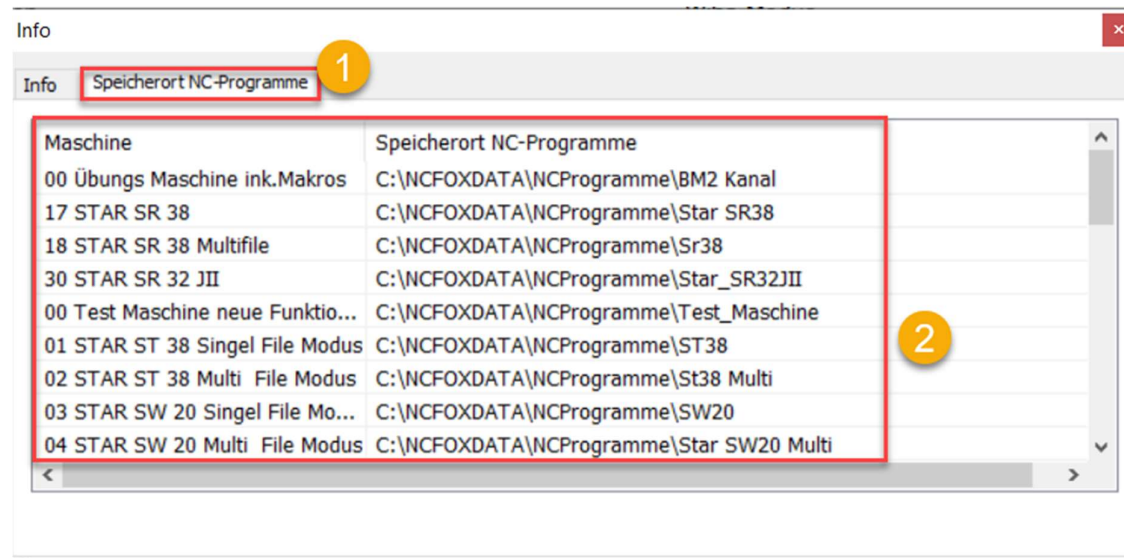 Info
Info Speicherort NC-Programme 1
Maschine Speicherort NC-Programme
00 Übungs Maschine ink.Makros C:\NCFOXDATA\NCProgramme\BM2 Kanal
17 STAR SR 38 C:\NCFOXDATA\NCProgramme\Star SR38
18 STAR SR 38 Multifile C:\NCFOXDATA\NCProgramme\Sr38
30 STAR SR 32 JII C:\NCFOXDATA\NCProgramme\Star_SR32JII
00 Test Maschine neue Funktio... C:\NCFOXDATA\NCProgramme\Test_Maschine
01 STAR ST 38 Singel File Modus C:\NCFOXDATA\NCProgramme\ST38
2
02 STAR ST 38 Multi  File Modus C:\NCFOXDATA\NCProgramme\St38 Multi
03 STAR SW 20 Singel File Mo... C:\NCFOXDATA\NCProgramme\SW20
04 STAR SW 20 Multi  File Modus C:\NCFOXDATA\NCProgramme\Star SW20 Multi